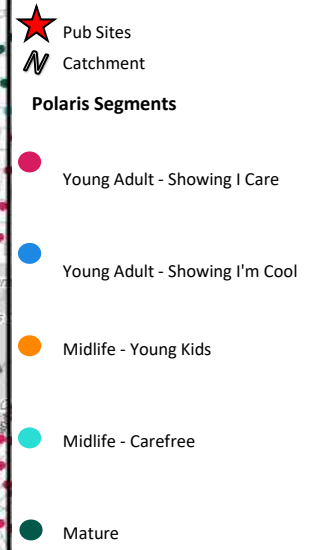 Pub Sites
Catchment
Polaris Segments
Young Adult - Showing I Care
Young Adult - Showing I'm Cool
Midlife - Young Kids
Midlife - Carefree
Mature